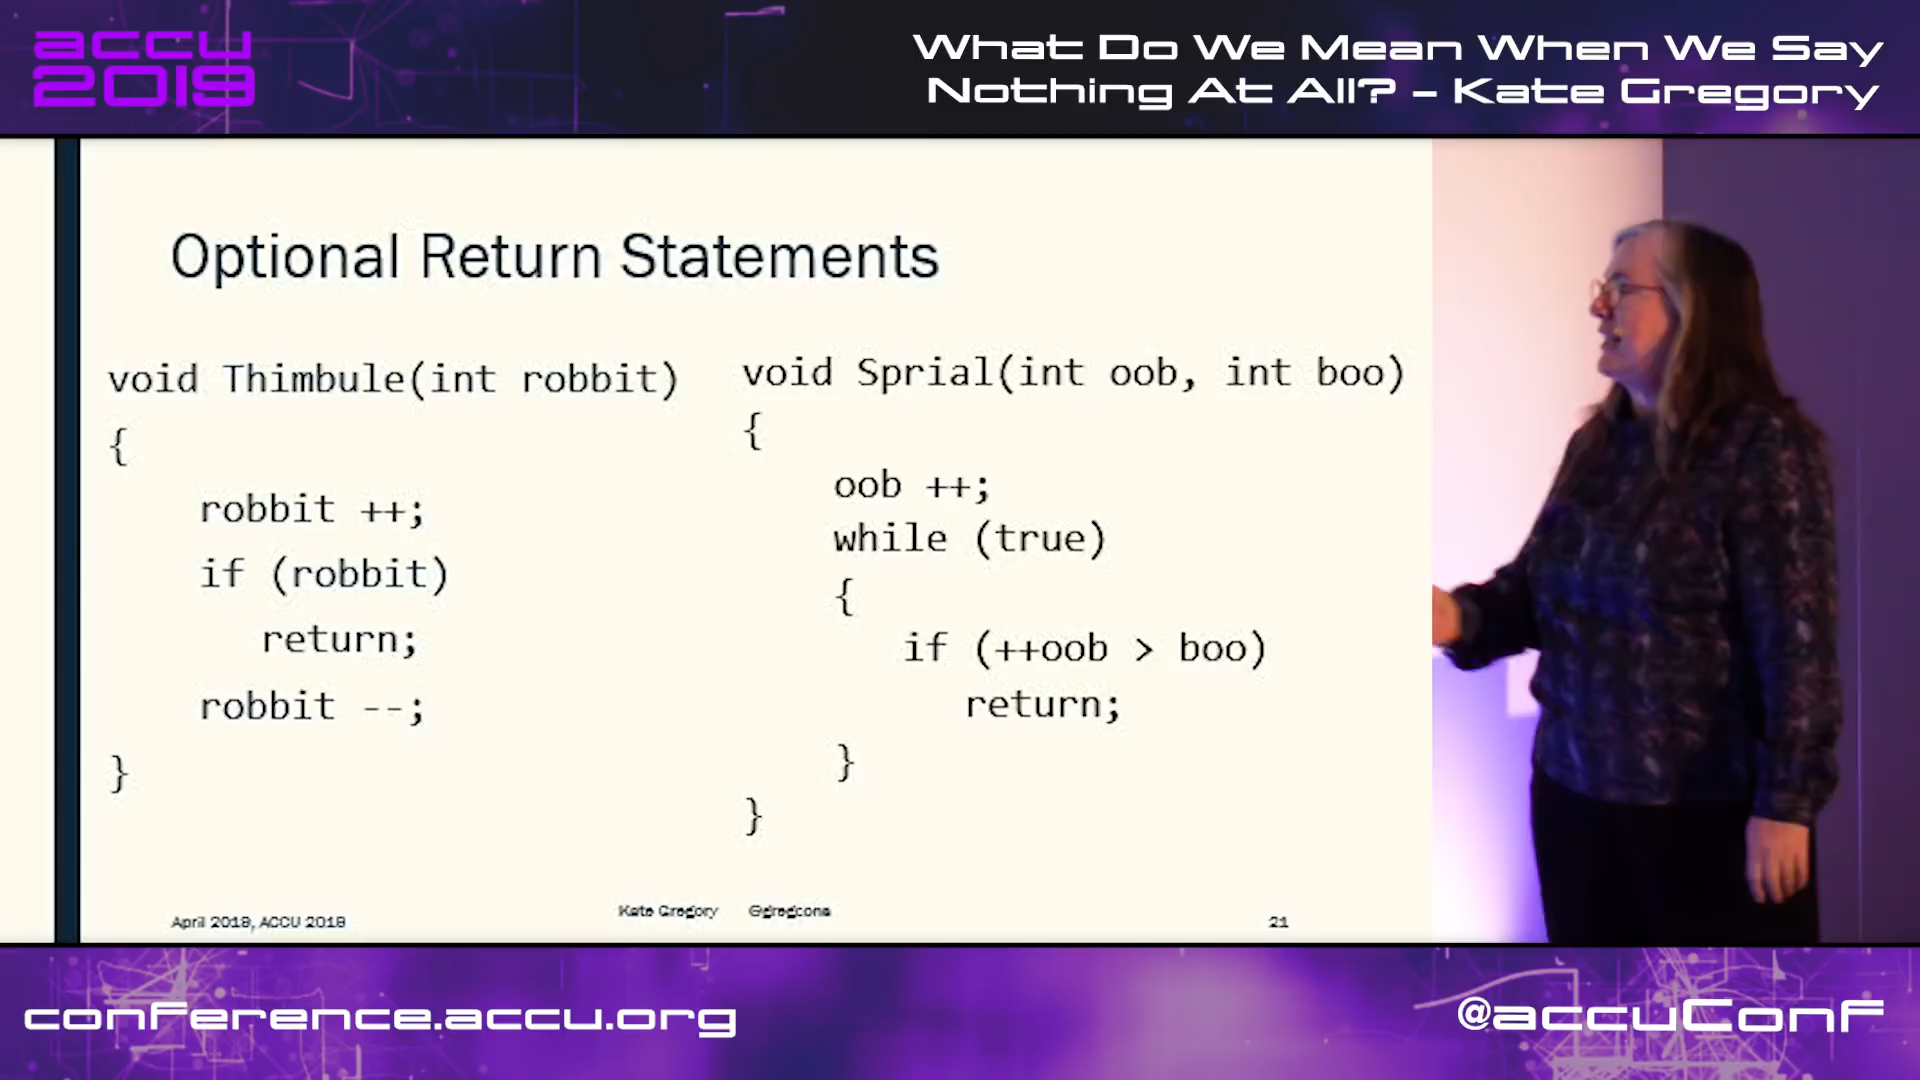 accu
2019
What Do We Mean When We Say
Nothing At All? - Kate Gregory
Optional Return Statements
void Thimbule(int robbit)
{
robbit ++;
if (robbit)
return;
robbit --;
}
void Sprial(int oob, int boo)
{
oob ++;
while (true)
{
if (++oob > boo)
return;
}
}
April 2019, ACCU 2019
Kate Gregory @gregcons
21
conference.accu.org
@accuConf